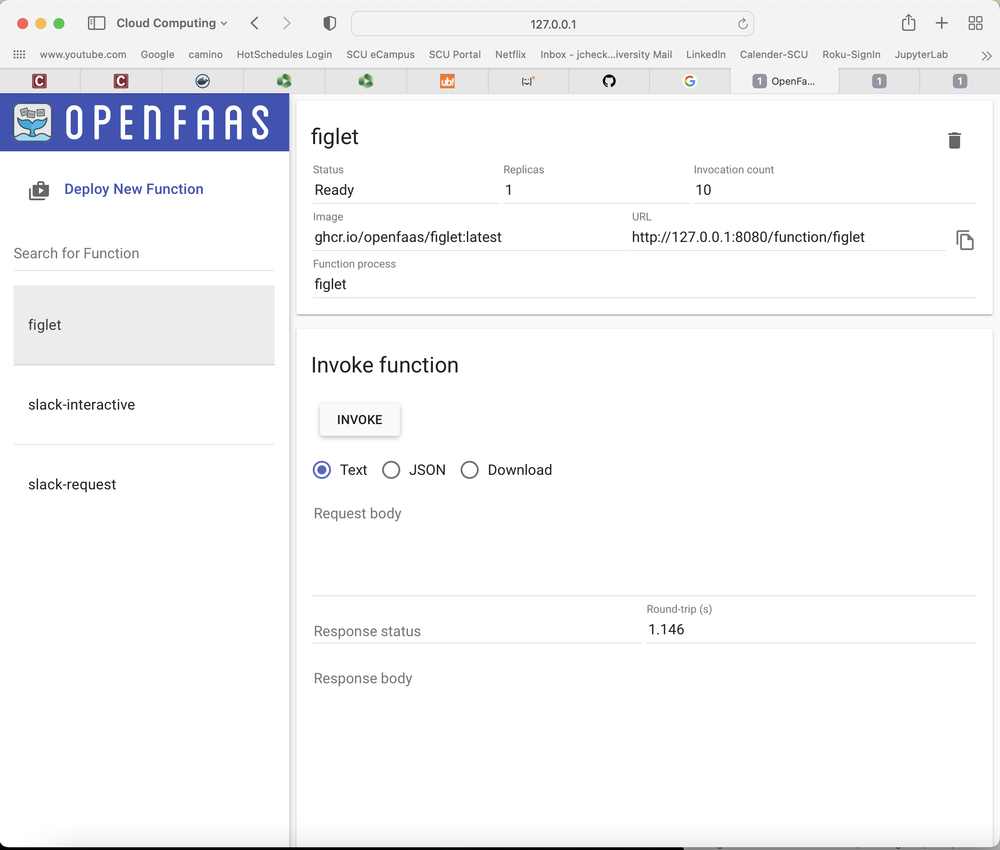 Cloud Computing
127.0.0.1
www.youtube.com Google camino HotSchedules Login SCU eCampus SCU Portal Netflix Inbox - jcheck...iversity Mail LinkedIn Calender-SCU Roku-SignIn JupyterLab
C C ub! 1 OpenFa... 1 1
OPENFAAS
Deploy New Function
Search for Function
figlet
slack-interactive
slack-request
figlet
Status Replicas Invocation count
Ready 1 10
Image URL
ghcr.io/openfaas/figlet:latest http://127.0.0.1:8080/function/figlet
Function process
figlet
Invoke function
INVOKE
Text JSON Download
Request body
Round-trip (s)
Response status 1.146
Response body